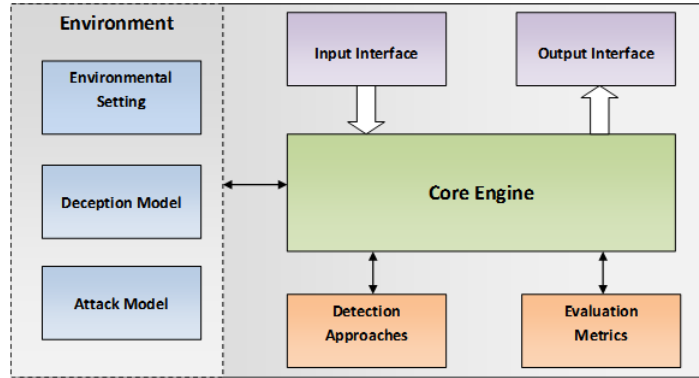 Environment
Environmental
Setting
Deception Model
Attack Model
Input Interface
Output Interface
Core Engine
Detection
Approaches
Evaluation
Metrics